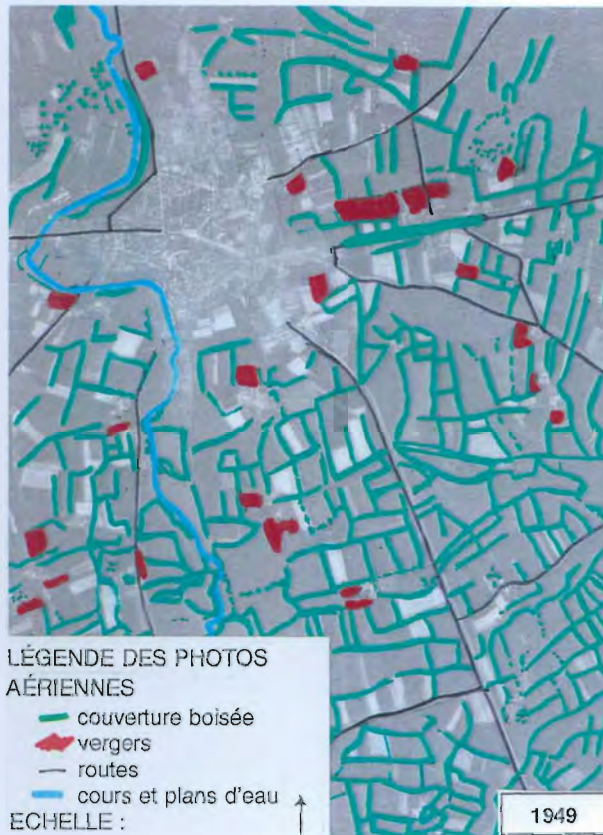 LÉGENDE DES PHOTOS
AÉRIENNES
couverture boisée
vergers
routes
cours et plans d'eau
ECHELLE :
1949